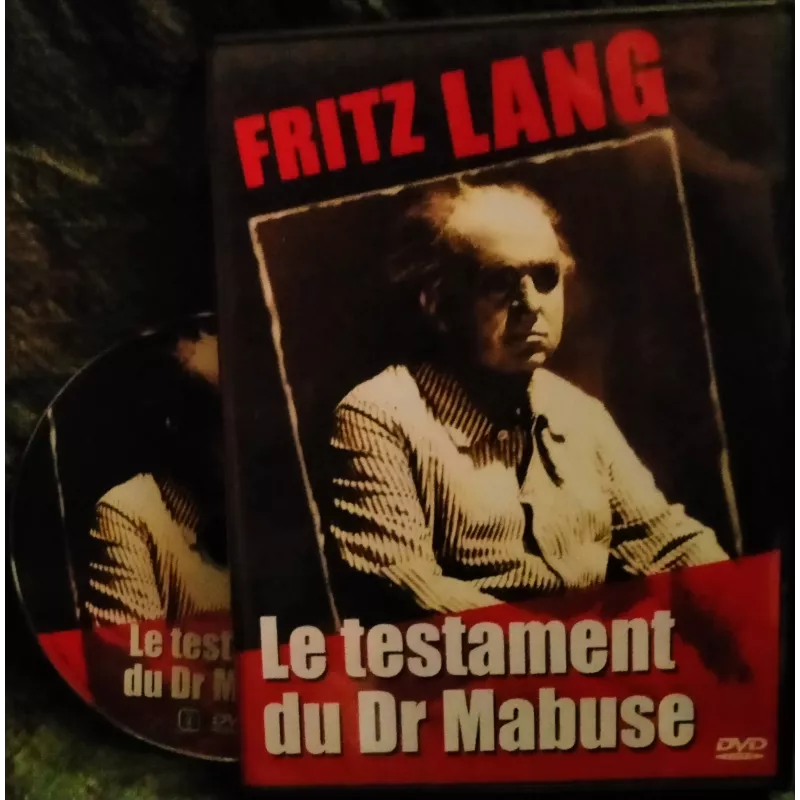 FRITZ LANG
Le testament
du Dr Mabuse
DVD
Le test
du Dr M